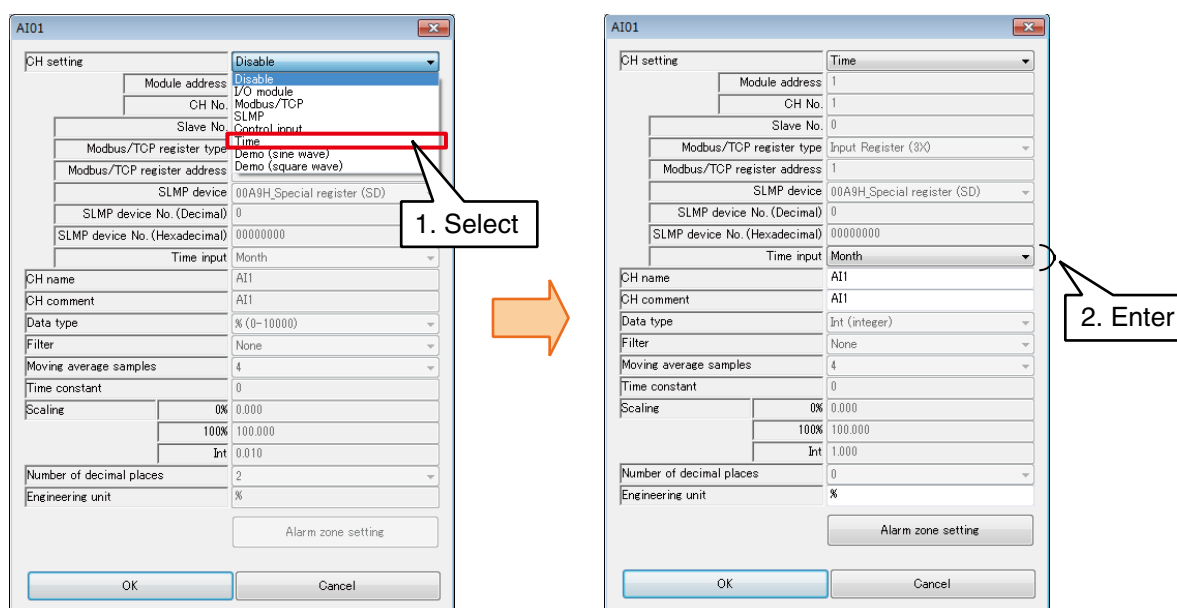 AI01
CH setting Disable
Disable
Module address
I/O module
CH No. Modbus/TCP
SLMP
Slave No. Control input
Time
Modbus/TCP register type Demo (sine wave)
Modbus/TCP register address Demo (square wave)
SLMP device 00A9H_Special register (SD)
SLMP device No. (Decimal) 0
SLMP device No. (Hexadecimal) 00000000
Time input Month
CH name AI1
CH comment AI1
Data type % (0-10000)
Filter None
Moving average samples 4
Time constant 0
Scaling 0% 0.000
100% 100.000
Int 0.010
Number of decimal places 2
Engineering unit %
Alarm zone setting
OK Cancel
1. Select
AI01
CH setting Time
Module address 1
CH No. 1
Slave No. 0
Modbus/TCP register type Input Register (3X)
Modbus/TCP register address 1
SLMP device 00A9H_Special register (SD)
SLMP device No. (Decimal) 0
SLMP device No. (Hexadecimal) 00000000
Time input Month
CH name AI1
CH comment AI1
Data type Int (integer)
Filter None
Moving average samples 4
Time constant 0
Scaling 0% 0.000
100% 100.000
Int 1.000
Number of decimal places 0
Engineering unit %
Alarm zone setting
OK Cancel
2. Enter